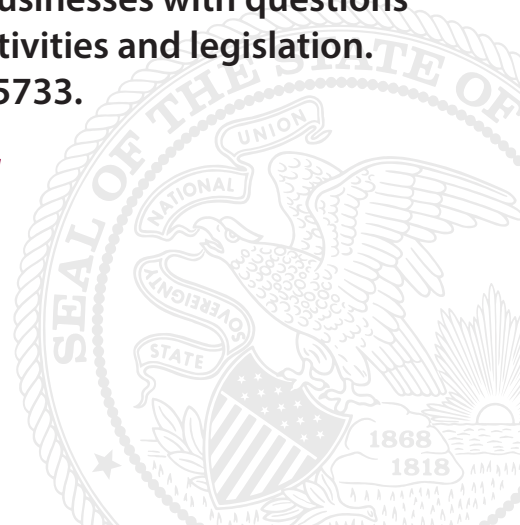 usinesses with questions
tivities and legislation.
5733.
SEAL OF THE STATE OF
NATIONAL UNION
STATE SOVEREIGNTY
1868
1818